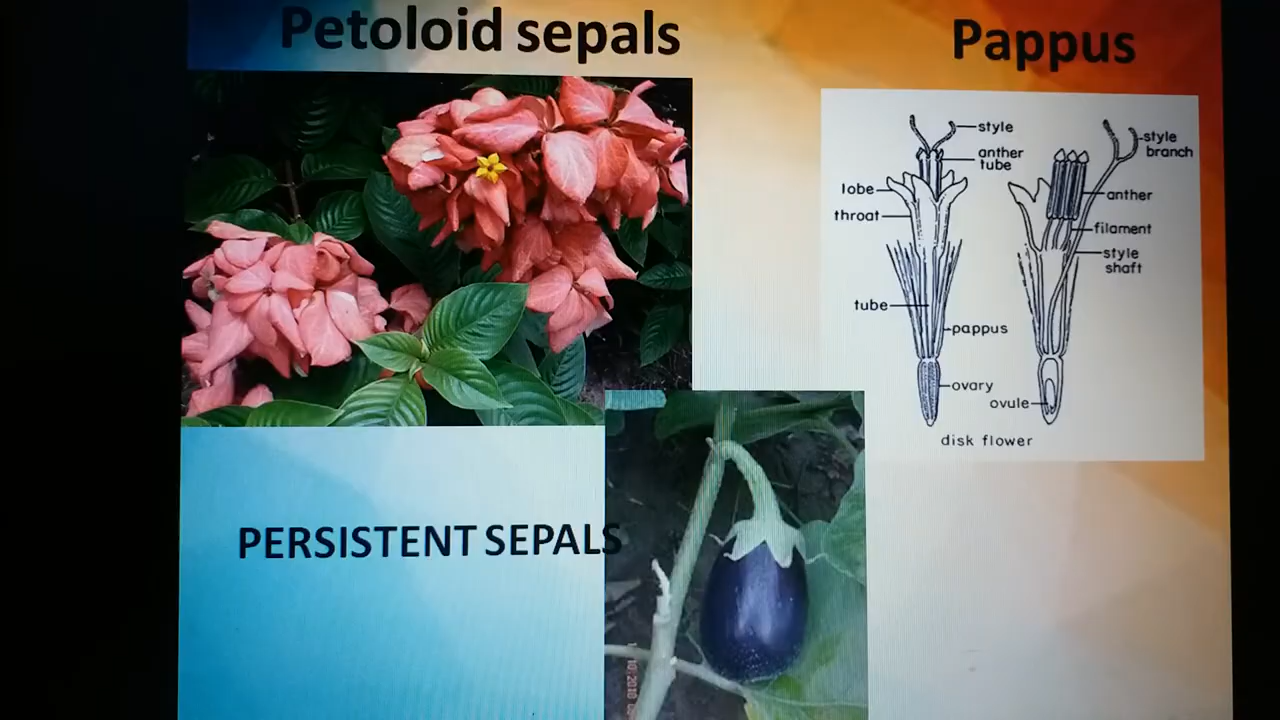 Petoloid sepals
Pappus
style
anther
tube
lobe
throat
tube
pappus
ovary
style
branch
anther
filament
style
shaft
ovule
disk flower
PERSISTENT SEPALS